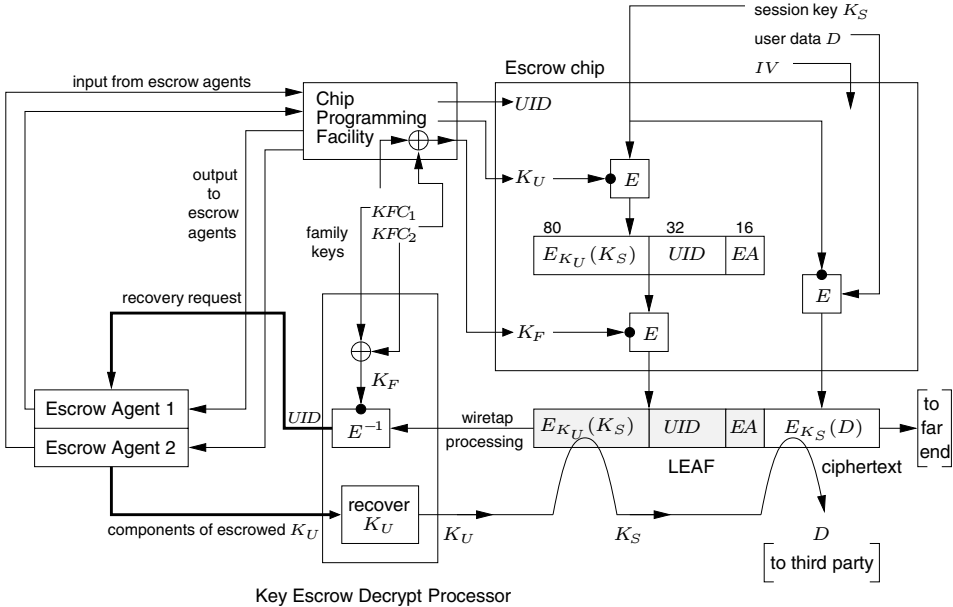 session key K_S
user data D
IV
Escrow chip
input from escrow agents
Chip
Programming
Facility
UID
output
to
escrow
agents
K_U
E
KFC_1
KFC_2
family
keys
80 32 16
E_{K_U}(K_S) UID EA
E
recovery request
K_F
E
K_F
Escrow Agent 1
Escrow Agent 2
UID
E^{-1}
wiretap
processing
E_{K_U}(K_S) UID EA E_{K_S}(D)
to
far
end
LEAF
ciphertext
recover
K_U
components of escrowed K_U
K_U
K_S
D
to third party
Key Escrow Decrypt Processor